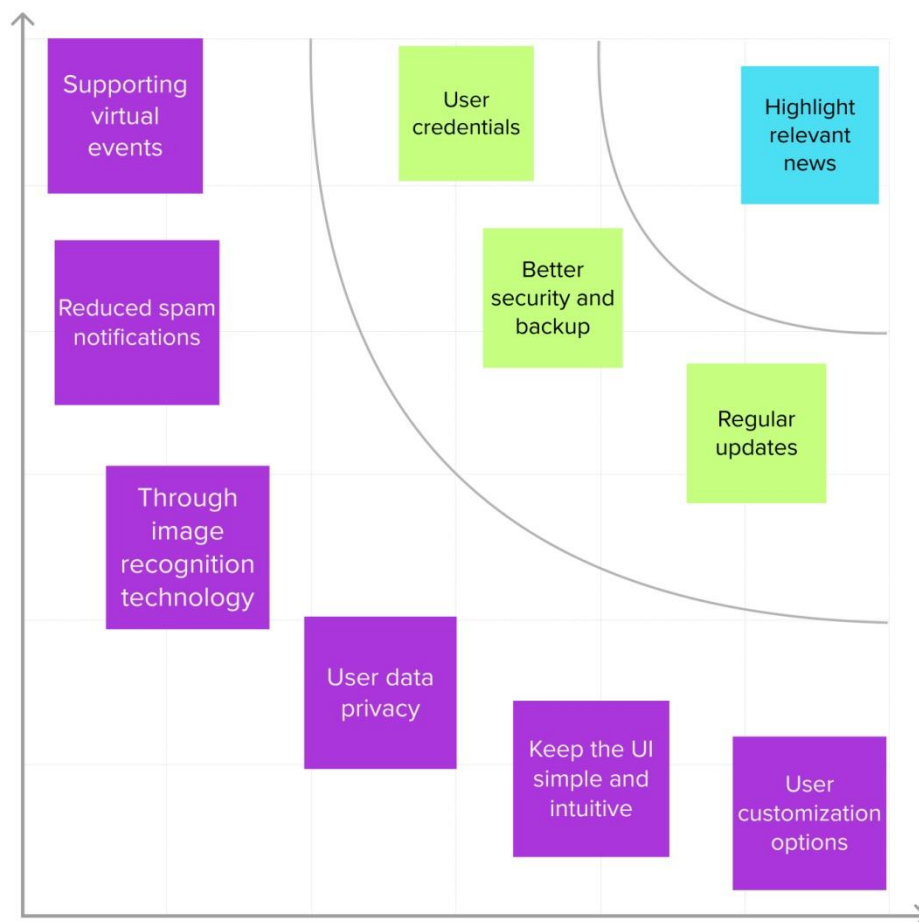 Supporting
virtual
events
User
credentials
Highlight
relevant
news
Reduced spam
notifications
Better
security and
backup
Regular
updates
Through
image
recognition
technology
User data
privacy
Keep the UI
simple and
intuitive
User
customization
options